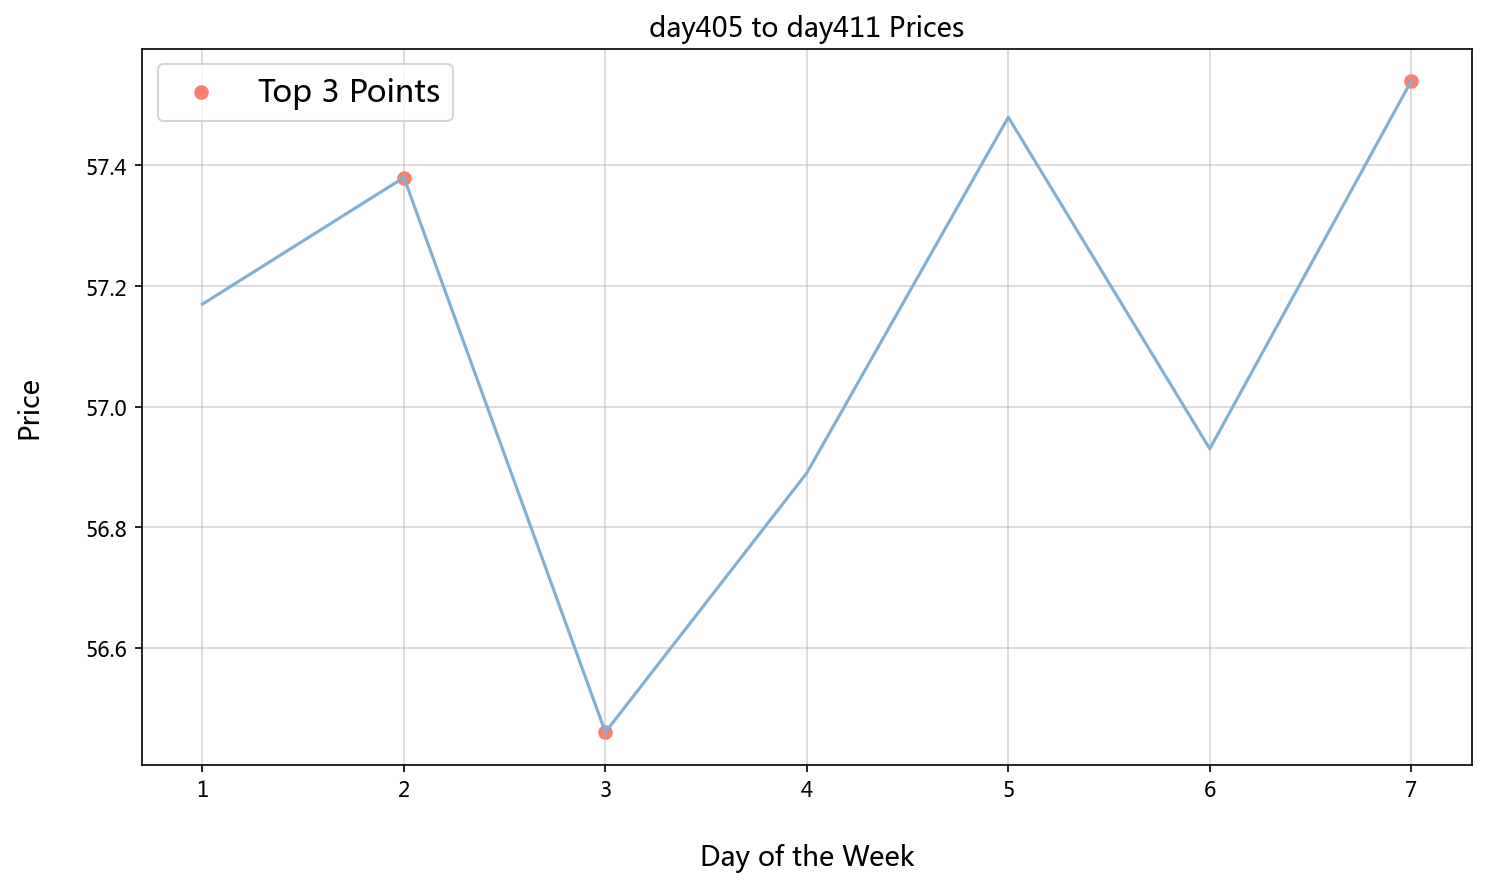 day405 to day411 Prices
Top 3 Points
57.4
57.2
57.0
56.8
56.6
Price
1 2 3 4 5 6 7
Day of the Week